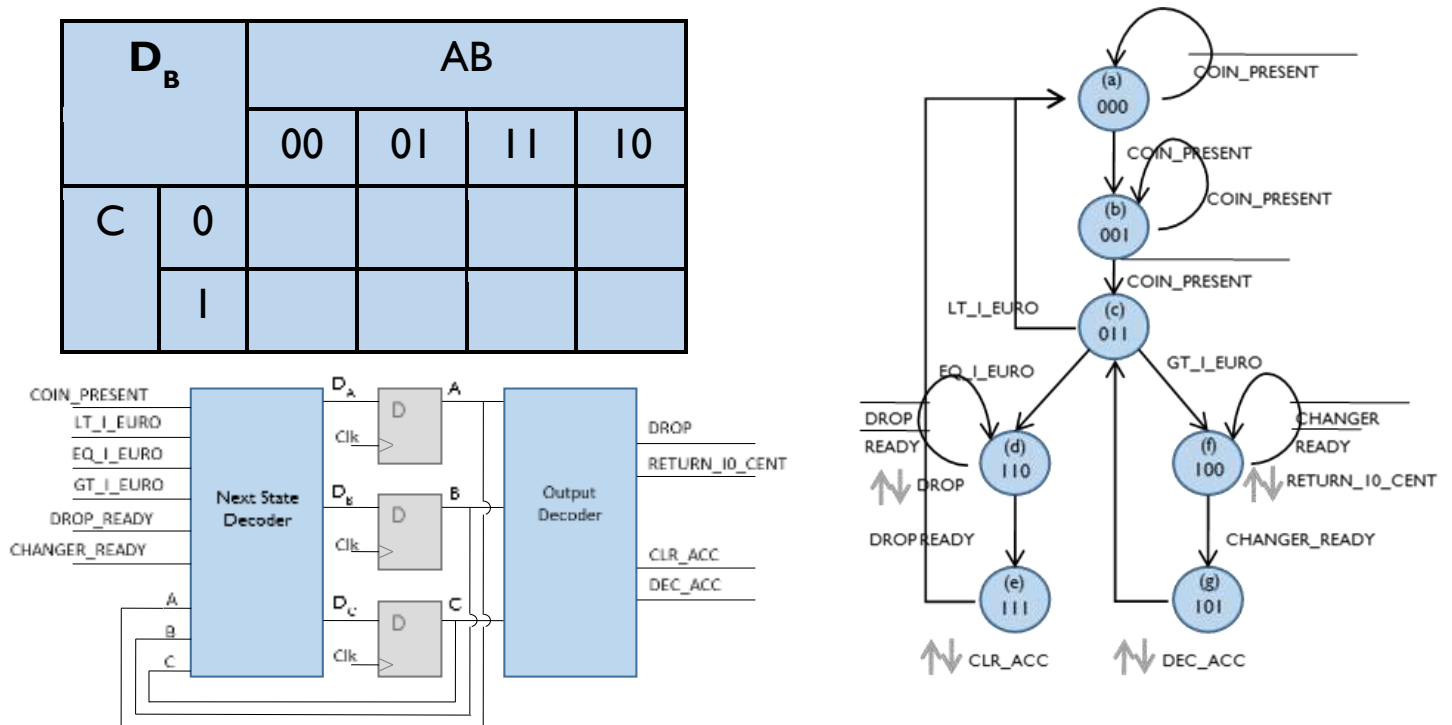 D_B
AB
00 01 11 10
C 0
1
COIN_PRESENT
LT_1_EURO
EQ_1_EURO
GT_1_EURO
DROP_READY
CHANGER_READY
A
B
C
Next State
Decoder
D_A
D_B
D_C
D
Clk
D
Clk
D
Clk
A
B
C
Output
Decoder
DROP
RETURN_10_CENT
CLR_ACC
DEC_ACC
(a)
000
COIN_PRESENT
COIN_PRESENT
(b)
001
COIN_PRESENT
COIN_PRESENT
(c)
011
LT_1_EURO
EQ_1_EURO
GT_1_EURO
DROP
READY
(d)
110
DROP
(f)
100
CHANGER
READY
RETURN_10_CENT
DROPREADY
CHANGER_READY
(e)
111
CLR_ACC
(g)
101
DEC_ACC